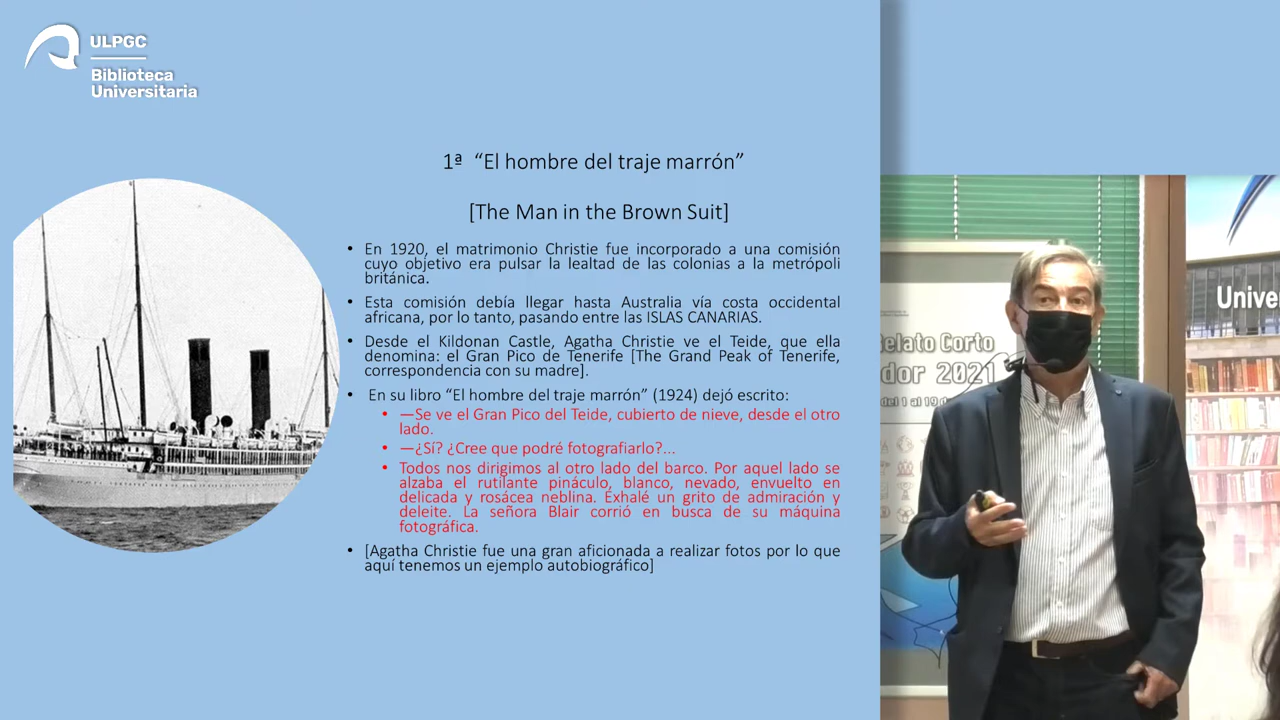 ULPGC
Biblioteca
Universitaria
1ª “El hombre del traje marrón”
[The Man in the Brown Suit]
• En 1920, el matrimonio Christie fue incorporado a una comisión
cuyo objetivo era pulsar la lealtad de las colonias a la metrópoli
británica.
• Esta comisión debía llegar hasta Australia vía costa occidental
africana, por lo tanto, pasando entre las ISLAS CANARIAS.
• Desde el Kildonan Castle, Agatha Christie ve el Teide, que ella
denomina: el Gran Pico de Tenerife [The Grand Peak of Tenerife,
correspondencia con su madre].
• En su libro “El hombre del traje marrón” (1924) dejó escrito:
• —Se ve el Gran Pico del Teide, cubierto de nieve, desde el otro
lado.
• —¿Sí? ¿Cree que podré fotografiarlo?...
• Todos nos dirigimos al otro lado del barco. Por aquel lado se
alzaba el rutilante pináculo, blanco, nevado, envuelto en
delicada y rosácea neblina. Exhalé un grito de admiración y
deleite. La señora Blair corrió en busca de su máquina
fotográfica.
• [Agatha Christie fue una gran aficionada a realizar fotos por lo que
aquí tenemos un ejemplo autobiográfico]
elato Corto
dor 2021
del 1 al 19 d
Unive